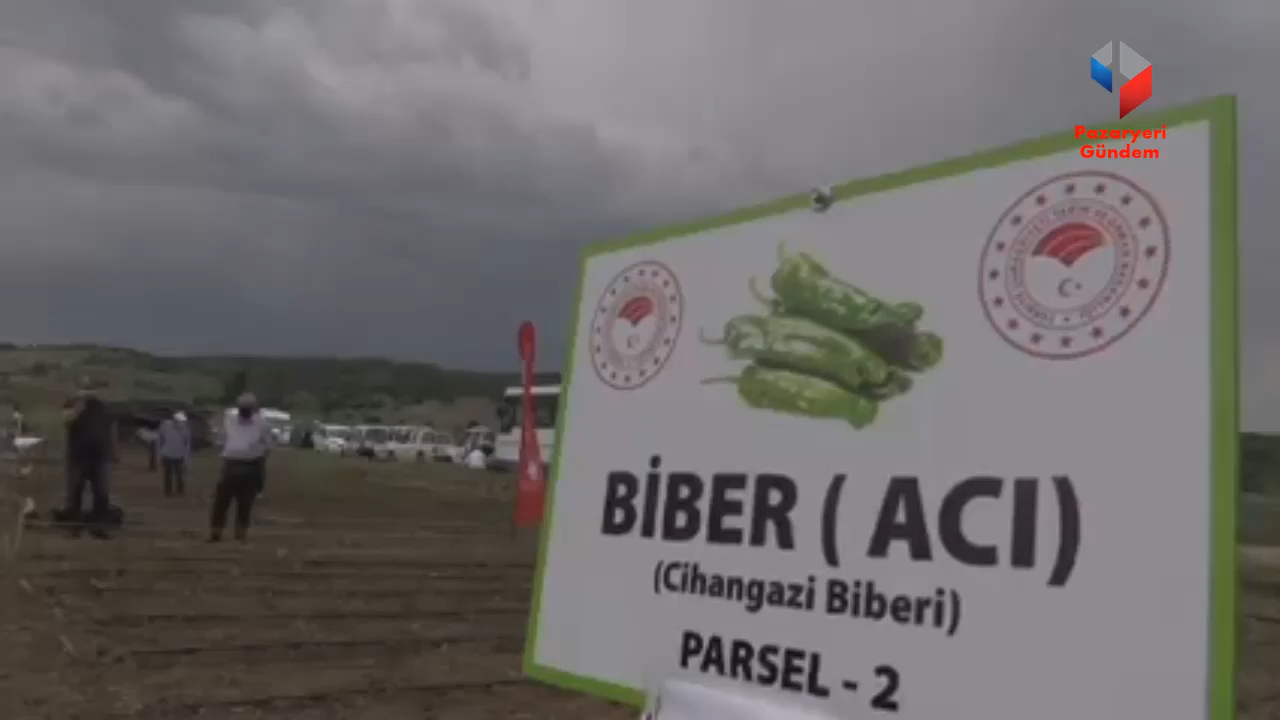 Pazaryeri
Gündem
BİBER ( ACI)
(Cihangazi Biberi)
PARSEL - 2